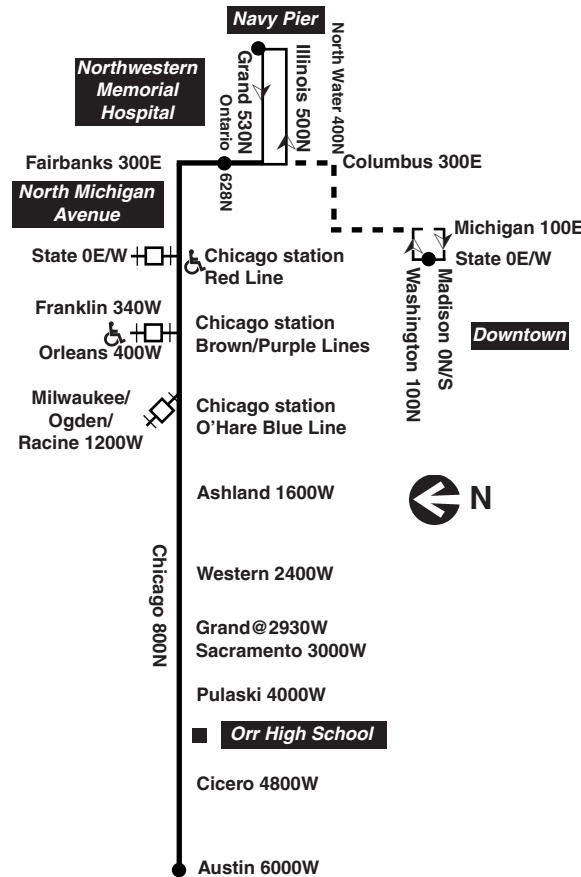 Navy Pier
Northwestern
Memorial
Hospital
Grand 530N
Illinois 500N
North Water 400N
Ontario
628N
Fairbanks 300E
Columbus 300E
North Michigan
Avenue
Michigan 100E
State 0E/W
State 0E/W
Chicago station
Red Line
Washington 100N
Madison 0N/S
Downtown
Franklin 340W
Orleans 400W
Chicago station
Brown/Purple Lines
Milwaukee/
Ogden/
Racine 1200W
Chicago station
O'Hare Blue Line
Ashland 1600W
N
Chicago 800N
Western 2400W
Grand@2930W
Sacramento 3000W
Pulaski 4000W
Orr High School
Cicero 4800W
Austin 6000W